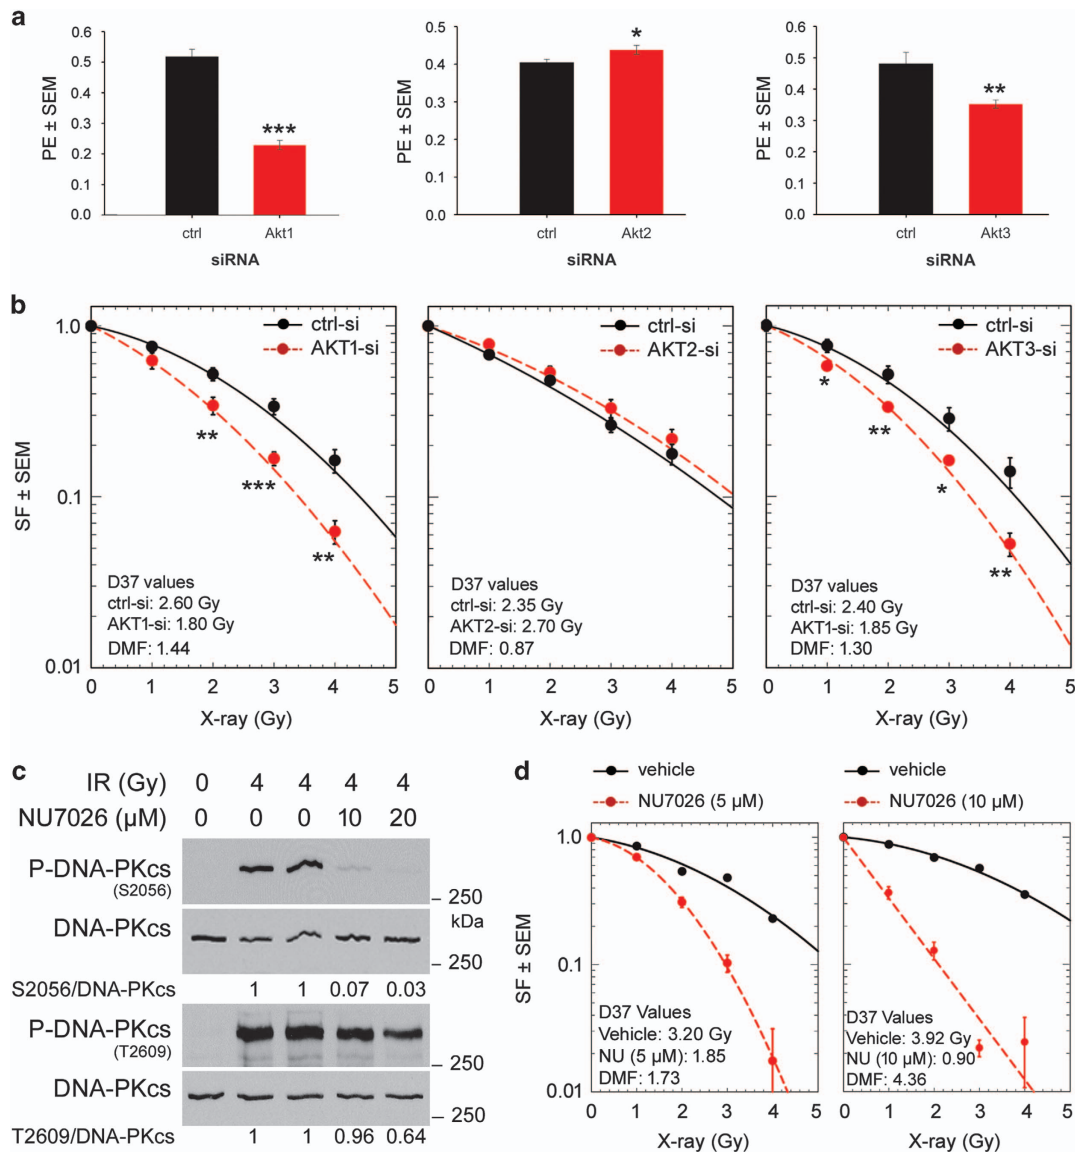 a
PE ± SEM
0.6
0.5
0.4
0.3
0.2
0.1
0.0
***
ctrl
Akt1
siRNA
PE ± SEM
0.5
0.4
0.3
0.2
0.1
0.0
*
ctrl
Akt2
siRNA
PE ± SEM
0.6
0.5
0.4
0.3
0.2
0.1
0.0
**
ctrl
Akt3
siRNA
b
SF ± SEM
1.0
0.1
0.01
ctrl-si
AKT1-si
**
***
**
D37 values
ctrl-si: 2.60 Gy
AKT1-si: 1.80 Gy
DMF: 1.44
0 1 2 3 4 5
X-ray (Gy)
ctrl-si
AKT2-si
D37 values
ctrl-si: 2.35 Gy
AKT2-si: 2.70 Gy
DMF: 0.87
0 1 2 3 4 5
X-ray (Gy)
ctrl-si
AKT3-si
*
**
*
**
D37 values
ctrl-si: 2.40 Gy
AKT1-si: 1.85 Gy
DMF: 1.30
0 1 2 3 4 5
X-ray (Gy)
c
IR (Gy) 0 4 4 4 4
NU7026 (µM) 0 0 0 10 20
P-DNA-PKcs
(S2056)
- 250
kDa
DNA-PKcs
- 250
S2056/DNA-PKcs 1 1 0.07 0.03
P-DNA-PKcs
(T2609)
- 250
DNA-PKcs
- 250
T2609/DNA-PKcs 1 1 0.96 0.64
d
vehicle
NU7026 (5 µM)
SF ± SEM
1.0
0.1
0.01
D37 Values
Vehicle: 3.20 Gy
NU (5 µM): 1.85
DMF: 1.73
0 1 2 3 4 5
X-ray (Gy)
vehicle
NU7026 (10 µM)
D37 Values
Vehicle: 3.92 Gy
NU (10 µM): 0.90
DMF: 4.36
0 1 2 3 4 5
X-ray (Gy)